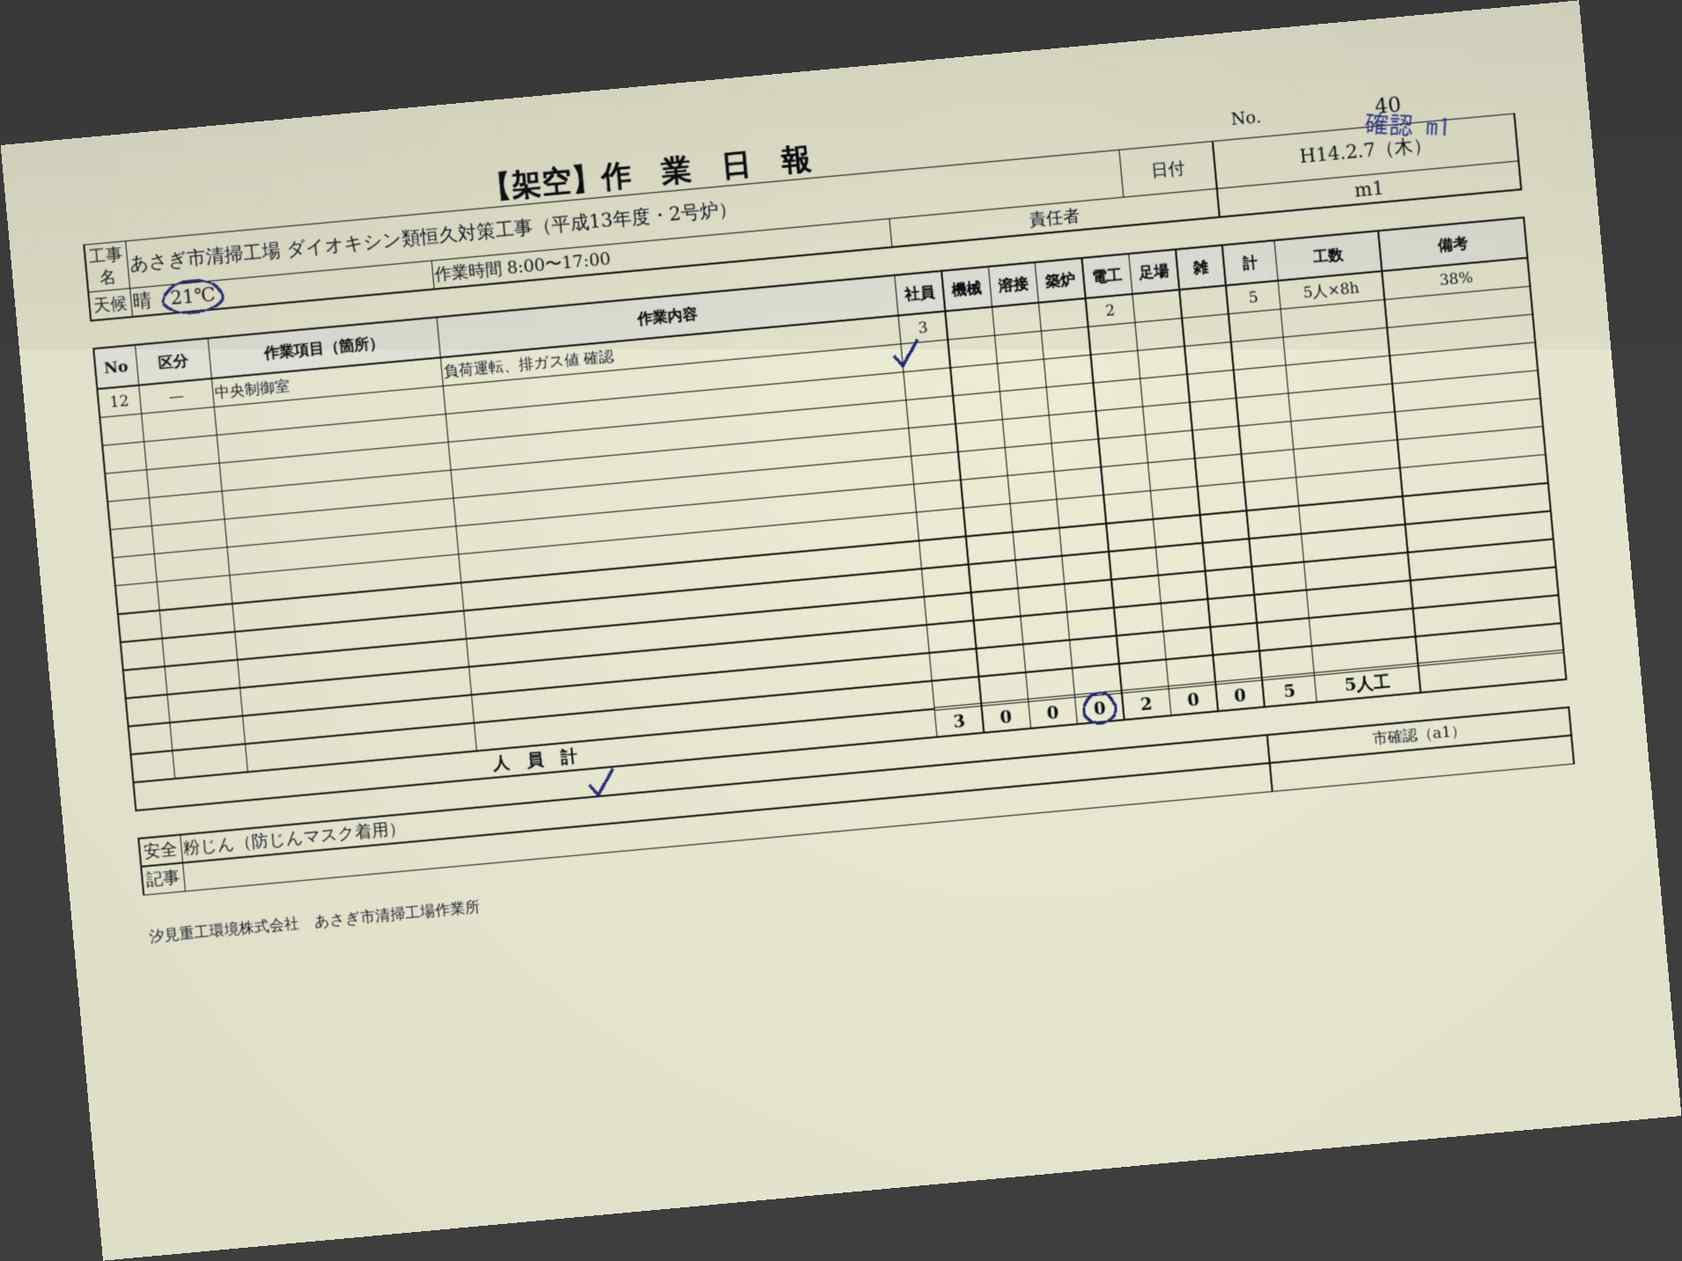 No. 40
確認 m1
【架空】作 業 日 報
工事名 あさぎ市清掃工場 ダイオキシン類恒久対策工事（平成13年度・2号炉） 日付 H14.2.7（木）
天候 晴 21℃ 作業時間 8:00〜17:00 責任者 m1
No 区分 作業項目（箇所） 作業内容 社員 機械 溶接 築炉 電工 足場 雑 計 工数 備考
12 — 中央制御室 負荷運転、排ガス値 確認 3 2 5 5人×8h 38%
人 員 計 3 0 0 0 2 0 0 5 5人工
安全 粉じん（防じんマスク着用） 市確認（a1）
記事
汐見重工環境株式会社 あさぎ市清掃工場作業所